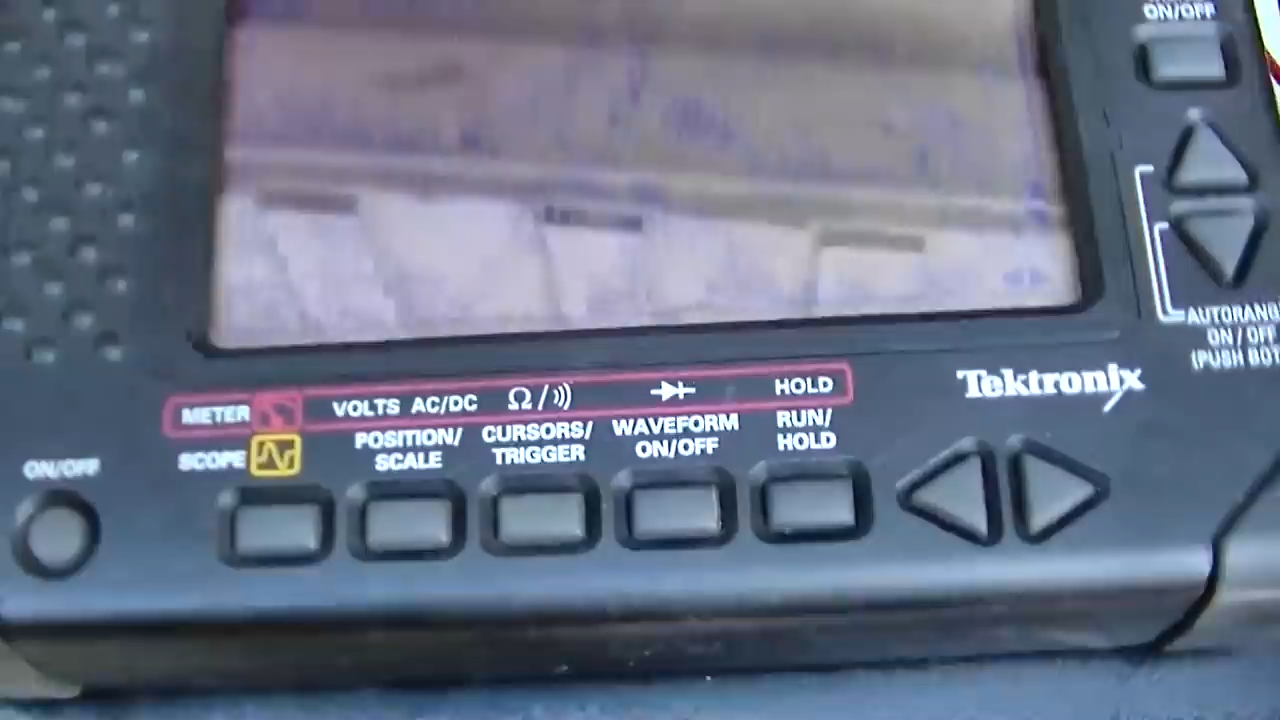 ON/OFF
AUTORANG
ON/OFF
(PUSH BOT
Tektronix
METER VOLTS AC/DC Ω/ HOLD
SCOPE POSITION/
SCALE
CURSORS/
TRIGGER
WAVEFORM
ON/OFF
RUN/
HOLD
ON/OFF